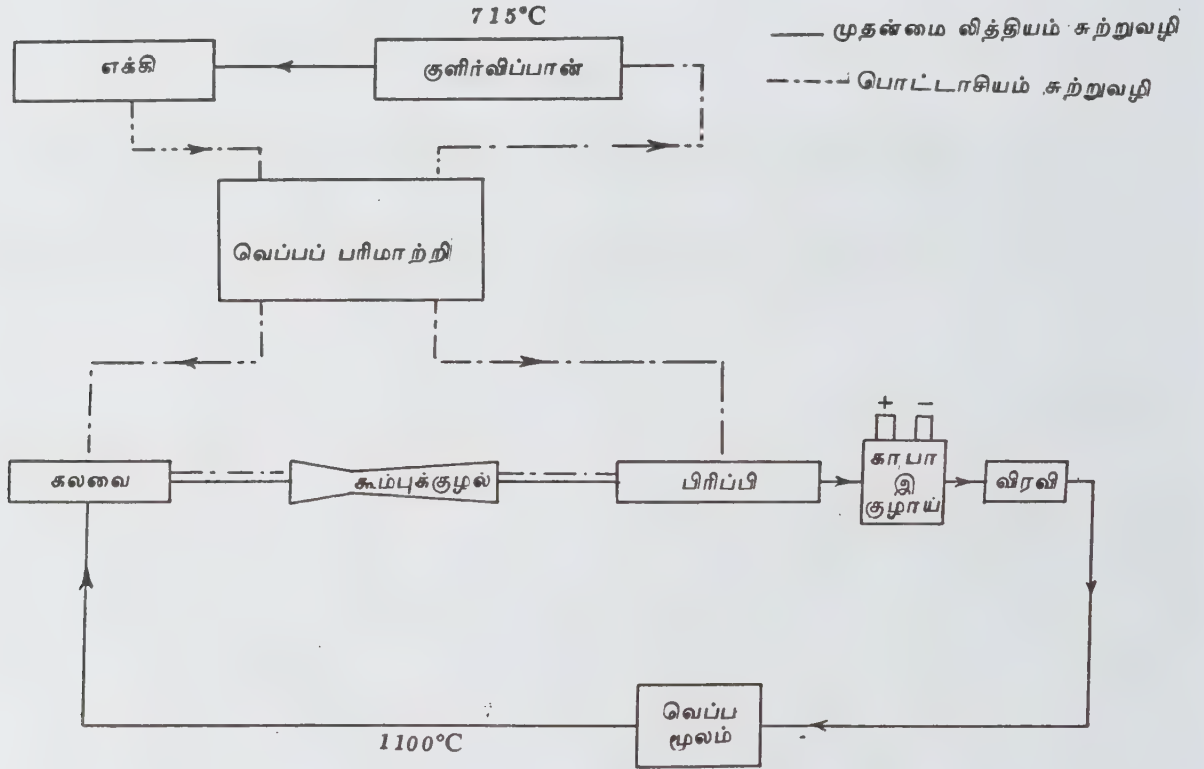 715°C
எக்கி
குளிர்விப்பான்
முதன்மை லித்தியம் சுற்றுவழி
பொட்டாசியம் சுற்றுவழி
வெப்பப் பரிமாற்றி
கலவை
கூம்புக்குழல்
பிரிப்பி
+ −
கா,பா
இ
குழாய்
விரவி
வெப்ப
மூலம்
1100°C